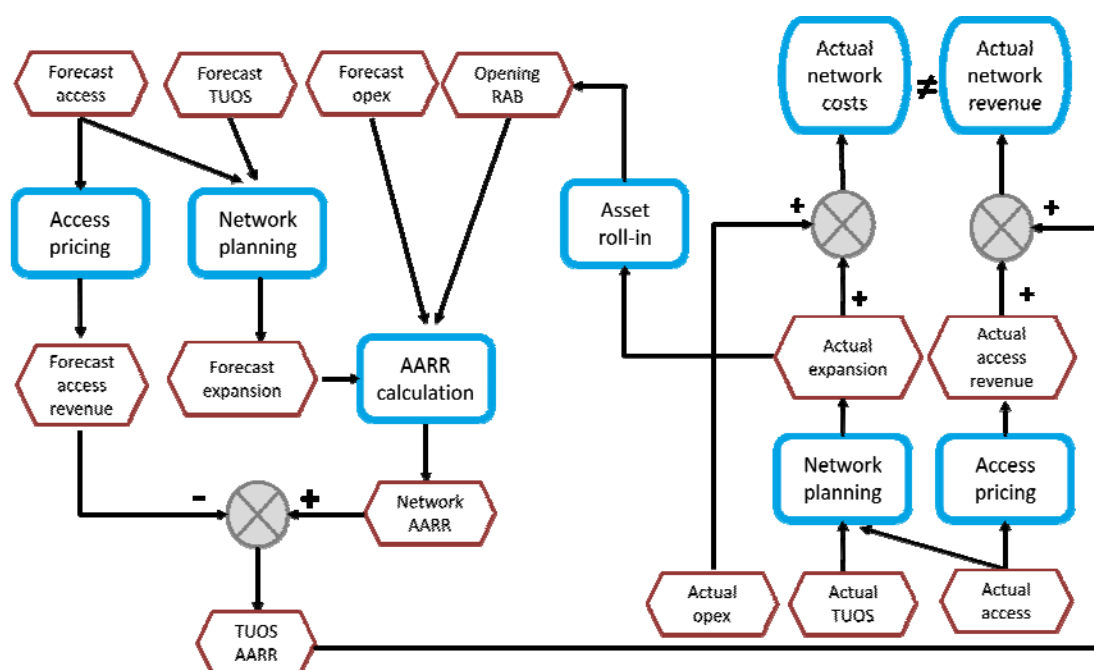 Forecast
access
Forecast
TUOS
Forecast
opex
Opening
RAB
Actual
network
costs
≠
Actual
network
revenue
Access
pricing
Network
planning
Asset
roll-in
+
+
+
+
Forecast
access
revenue
Forecast
expansion
AARR
calculation
Actual
expansion
Actual
access
revenue
-
+
Network
AARR
Network
planning
Access
pricing
TUOS
AARR
Actual
opex
Actual
TUOS
Actual
access